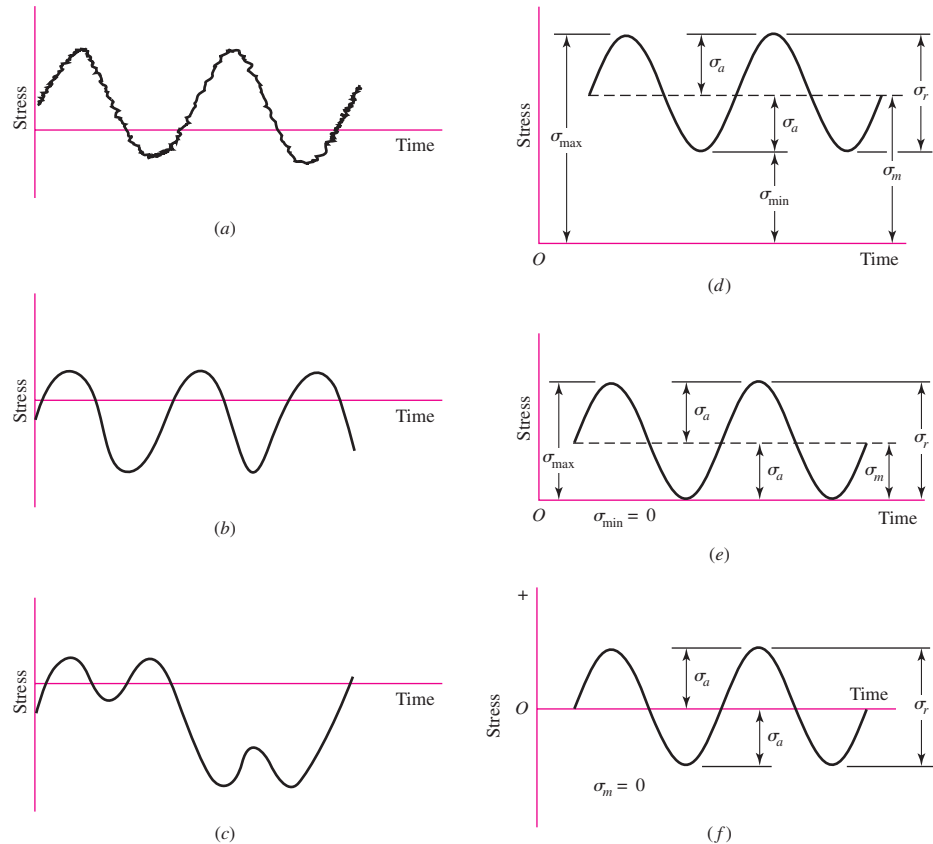 Stress
Time
(a)
Stress
Time
(b)
Stress
Time
(c)
Stress
σmax
σa
σa
σmin
σr
σm
O
Time
(d)
Stress
σmax
σa
σa
σm
σr
O
σmin = 0
Time
(e)
+
Stress
O
σa
σa
Time
σr
σm = 0
(f)